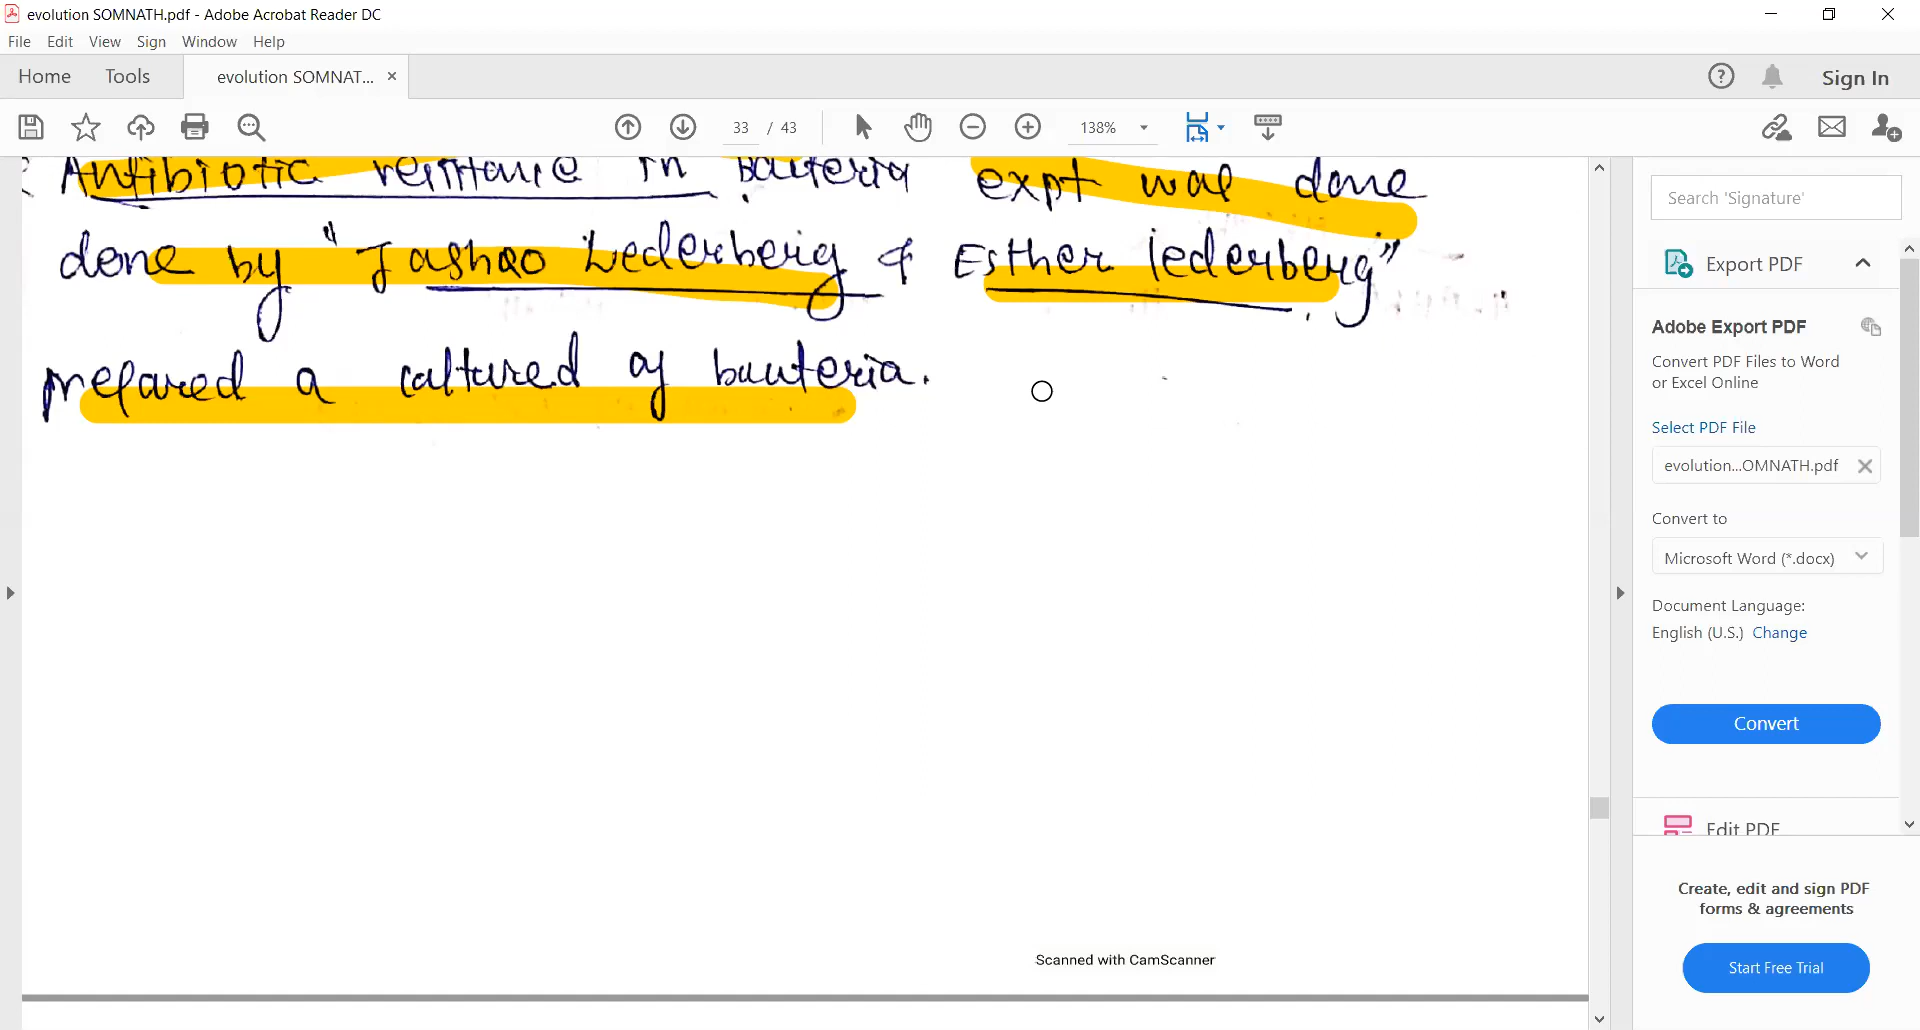 evolution SOMNATH.pdf - Adobe Acrobat Reader DC
File Edit View Sign Window Help
Home Tools evolution SOMNAT... × Sign In
33 / 43 138%
Search 'Signature'
Antibiotic in bacteria expt was done
done by "Jashao Lederberg & Esther lederberg"
prepared a cultured of bauteria.
Export PDF
Adobe Export PDF
Convert PDF Files to Word
or Excel Online
Select PDF File
evolution...OMNATH.pdf
Convert to
Microsoft Word (*.docx)
Document Language:
English (U.S.) Change
Convert
Edit PDF
Create, edit and sign PDF
forms & agreements
Start Free Trial
Scanned with CamScanner